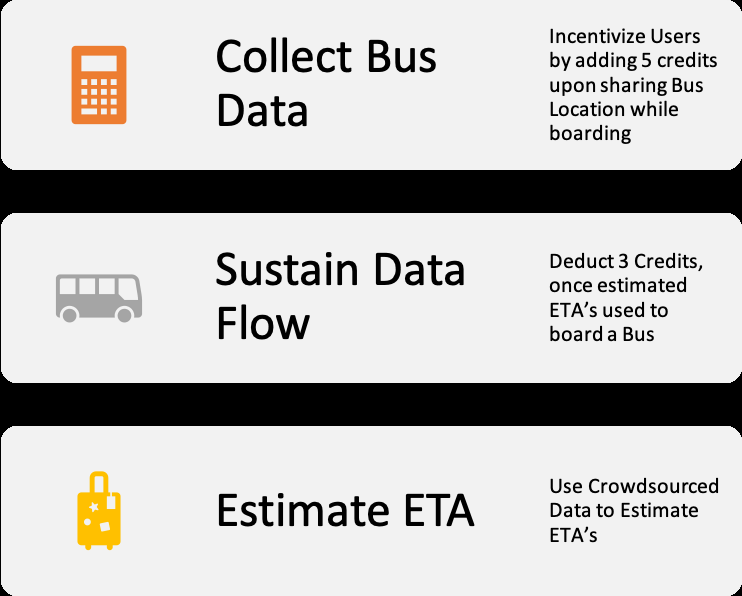 Collect Bus
Data
Incentivize Users
by adding 5 credits
upon sharing Bus
Location while
boarding
Sustain Data
Flow
Deduct 3 Credits,
once estimated
ETA's used to
board a Bus
Estimate ETA
Use Crowdsourced
Data to Estimate
ETA's